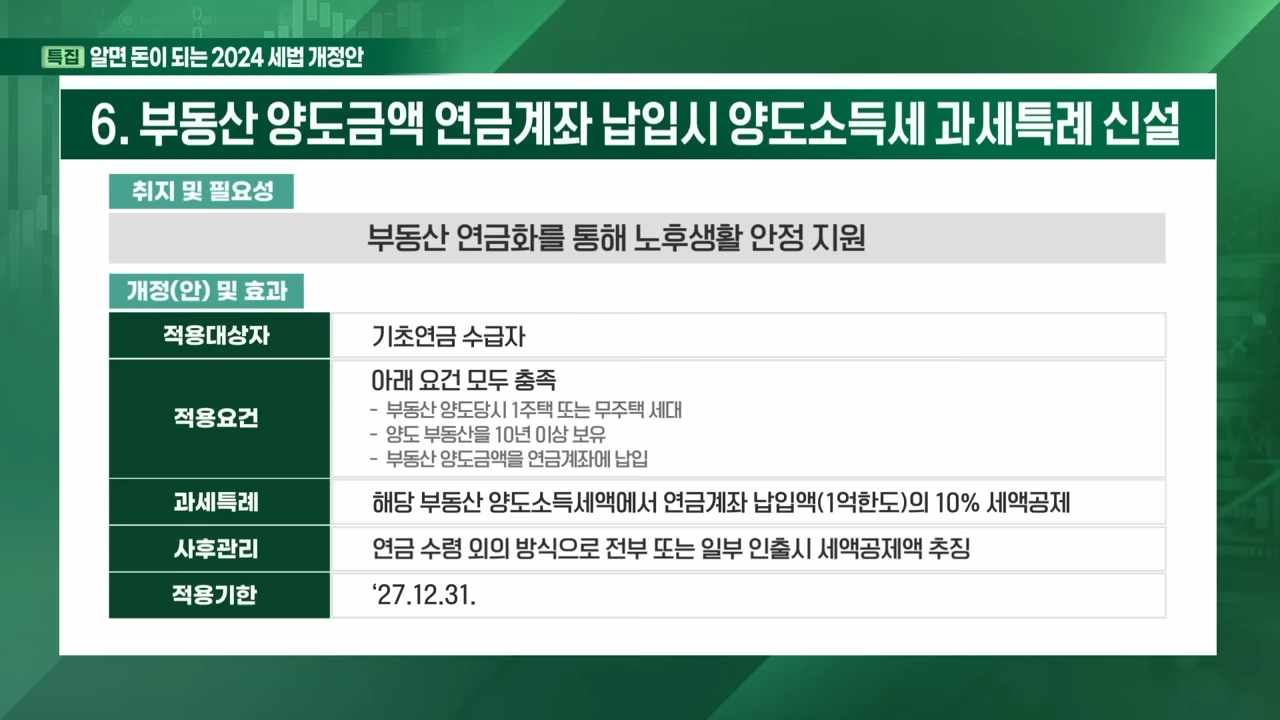 특집 알면 돈이 되는 2024 세법 개정안
6. 부동산 양도금액 연금계좌 납입시 양도소득세 과세특례 신설
취지 및 필요성
부동산 연금화를 통해 노후생활 안정 지원
개정(안) 및 효과
적용대상자 기초연금 수급자
적용요건 아래 요건 모두 충족
- 부동산 양도당시 1주택 또는 무주택 세대
- 양도 부동산을 10년 이상 보유
- 부동산 양도금액을 연금계좌에 납입
과세특례 해당 부동산 양도소득세액에서 연금계좌 납입액(1억한도)의 10% 세액공제
사후관리 연금 수령 외의 방식으로 전부 또는 일부 인출시 세액공제액 추징
적용기한 ‘27.12.31.